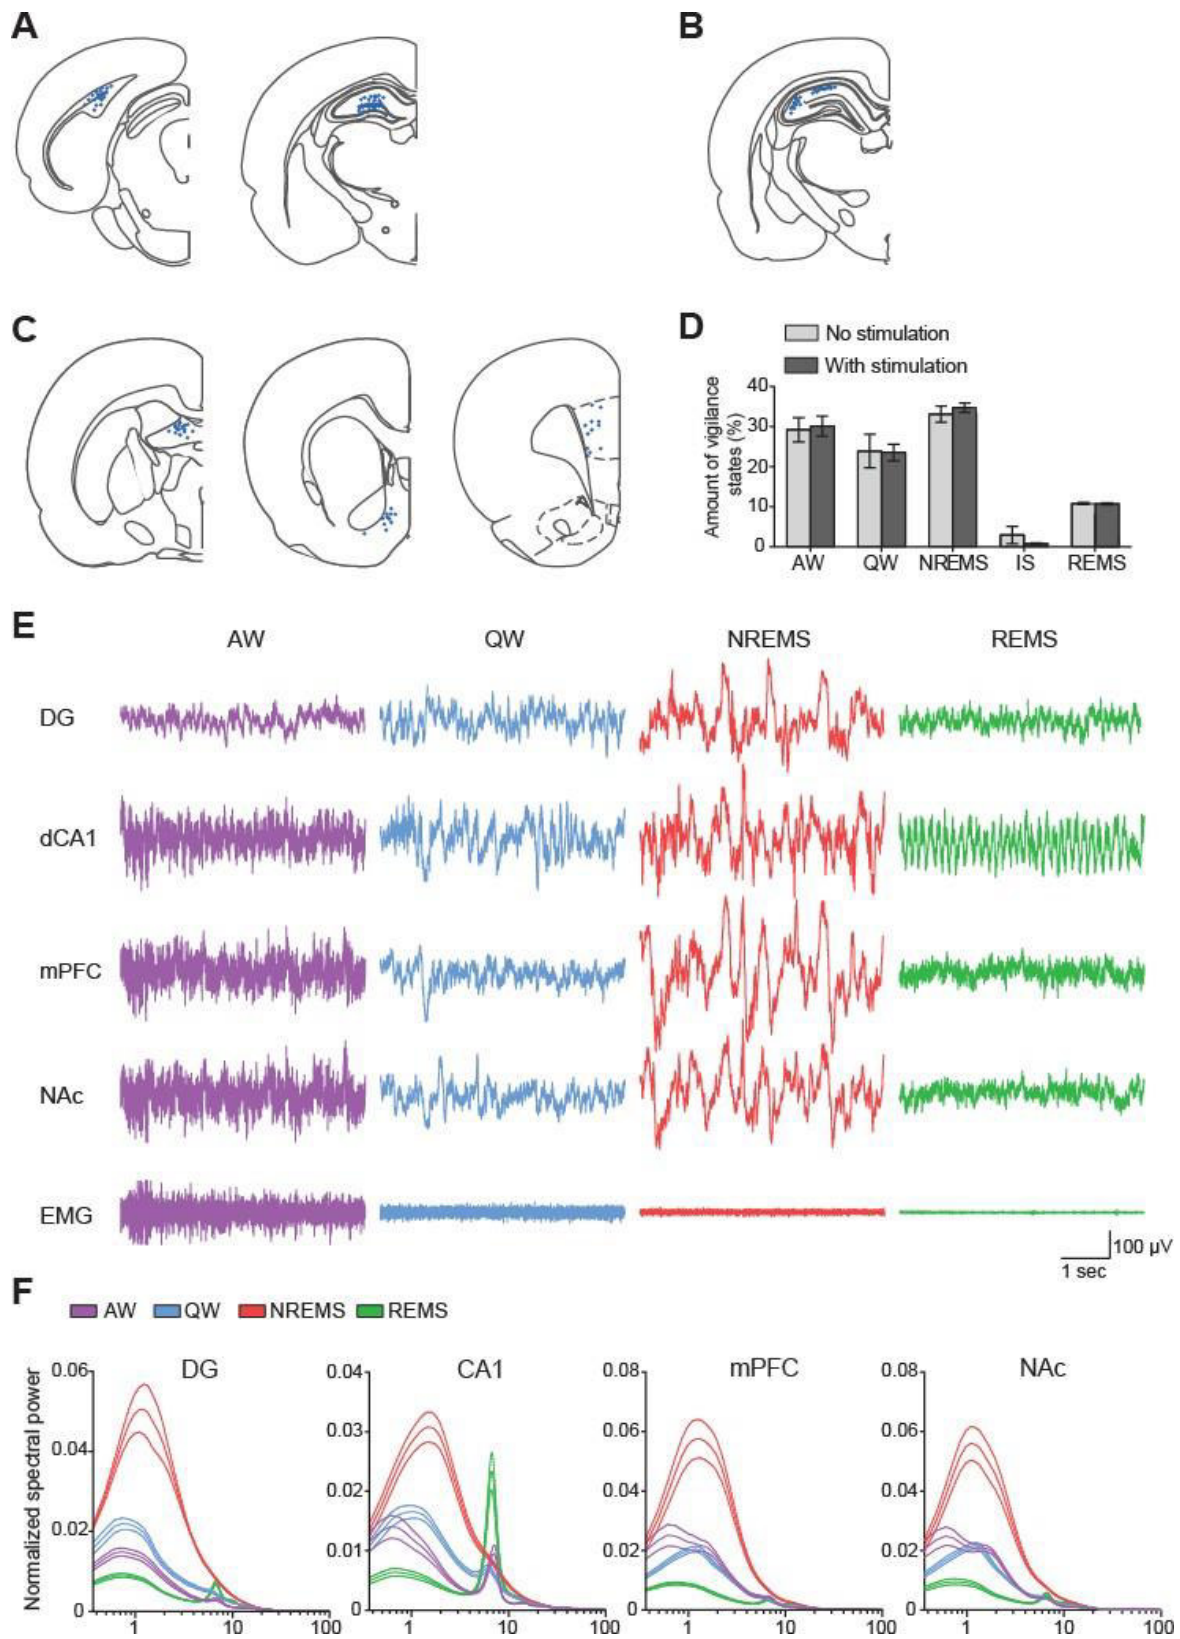 A
B
C
D
No stimulation
With stimulation
Amount of vigilance
states (%)
40
30
20
10
0
AW QW NREMS IS REMS
E
AW QW NREMS REMS
DG
dCA1
mPFC
NAc
EMG
100 µV
1 sec
F
AW QW NREMS REMS
Normalized spectral power
DG
0.06
0.04
0.02
0
1 10 100
CA1
0.04
0.03
0.02
0.01
0
1 10 100
mPFC
0.08
0.06
0.04
0.02
0
1 10 100
NAc
0.08
0.06
0.04
0.02
0
1 10 100